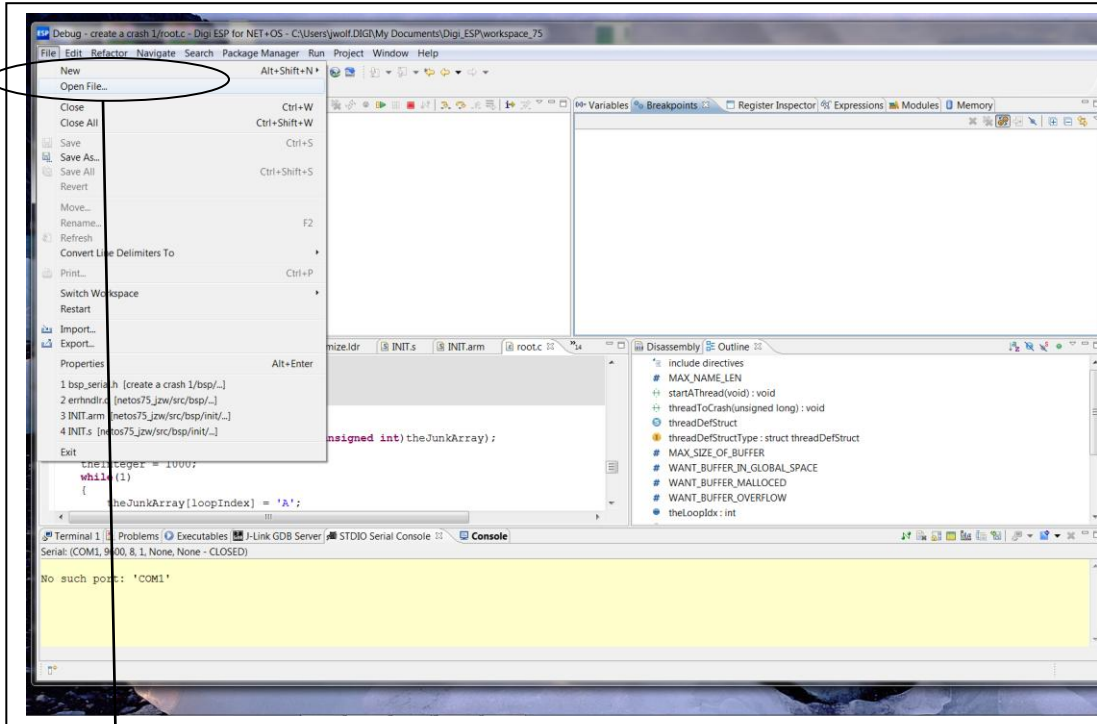 Debug - create a crash 1/root.c - Digi ESP for NET+OS - C:\Users\jwolf.DIGI\My Documents\Digi_ESP\workspace_75
File Edit Refactor Navigate Search Package Manager Run Project Window Help
New Alt+Shift+N
Open File...
Close Ctrl+W
Close All Ctrl+Shift+W
Save Ctrl+S
Save As...
Save All Ctrl+Shift+S
Revert
Move...
Rename... F2
Refresh
Convert Line Delimiters To
Print... Ctrl+P
Switch Workspace
Restart
Import...
Export...
Properties Alt+Enter
1 bsp_serial.h [create a crash 1/bsp/...]
2 errhndlr.c [netos75_jzw/src/bsp/...]
3 INIT.arm [netos75_jzw/src/bsp/init/...]
4 INIT.s [netos75_jzw/src/bsp/init/...]
Exit
Variables Breakpoints Register Inspector Expressions Modules Memory
mize.ldr INIT.s INIT.arm root.c 14
nsigned int)theJunkArray);
theInteger = 1000;
while(1)
{
theJunkArray[loopIndex] = 'A';
Disassembly Outline
include directives
MAX_NAME_LEN
startAThread(void) : void
threadToCrash(unsigned long) : void
threadDefStruct
threadDefStructType : struct threadDefStruct
MAX_SIZE_OF_BUFFER
WANT_BUFFER_IN_GLOBAL_SPACE
WANT_BUFFER_MALLOCED
WANT_BUFFER_OVERFLOW
theLoopIdx : int
Terminal 1 Problems Executables J-Link GDB Server STDIO Serial Console Console
Serial: (COM1, 9600, 8, 1, None, None - CLOSED)
No such port: 'COM1'